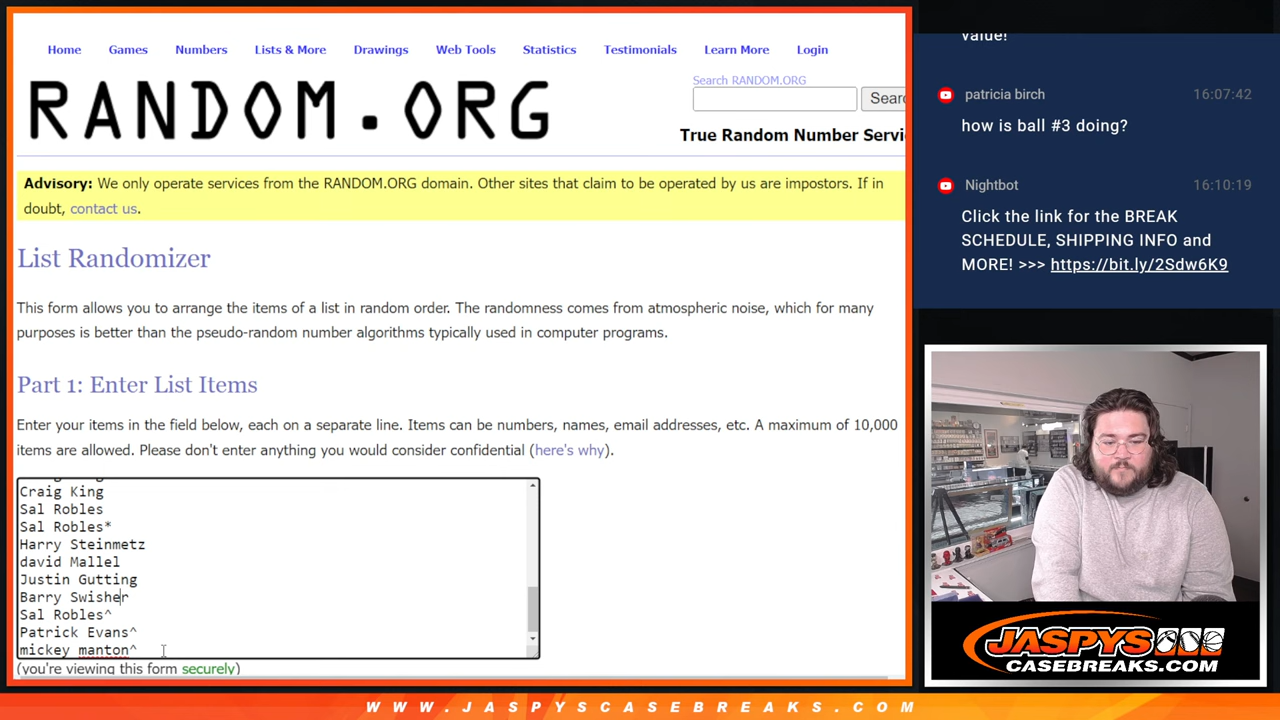 Home Games Numbers Lists & More Drawings Web Tools Statistics Testimonials Learn More Login
RANDOM.ORG
Search RANDOM.ORG
True Random Number Servi
Advisory: We only operate services from the RANDOM.ORG domain. Other sites that claim to be operated by us are impostors. If in
doubt, contact us.
List Randomizer
This form allows you to arrange the items of a list in random order. The randomness comes from atmospheric noise, which for many
purposes is better than the pseudo-random number algorithms typically used in computer programs.
Part 1: Enter List Items
Enter your items in the field below, each on a separate line. Items can be numbers, names, email addresses, etc. A maximum of 10,000
items are allowed. Please don't enter anything you would consider confidential (here's why).
Craig King
Sal Robles
Sal Robles*
Harry Steinmetz
david Mallel
Justin Gutting
Barry Swisher
Sal Robles^
Patrick Evans^
mickey manton^
(you're viewing this form securely)
value!
patricia birch 16:07:42
how is ball #3 doing?
Nightbot 16:10:19
Click the link for the BREAK
SCHEDULE, SHIPPING INFO and
MORE! >>> https://bit.ly/2Sdw6K9
JASPYS
CASEBREAKS.COM
WWW.JASPYSCASEBREAKS.COM